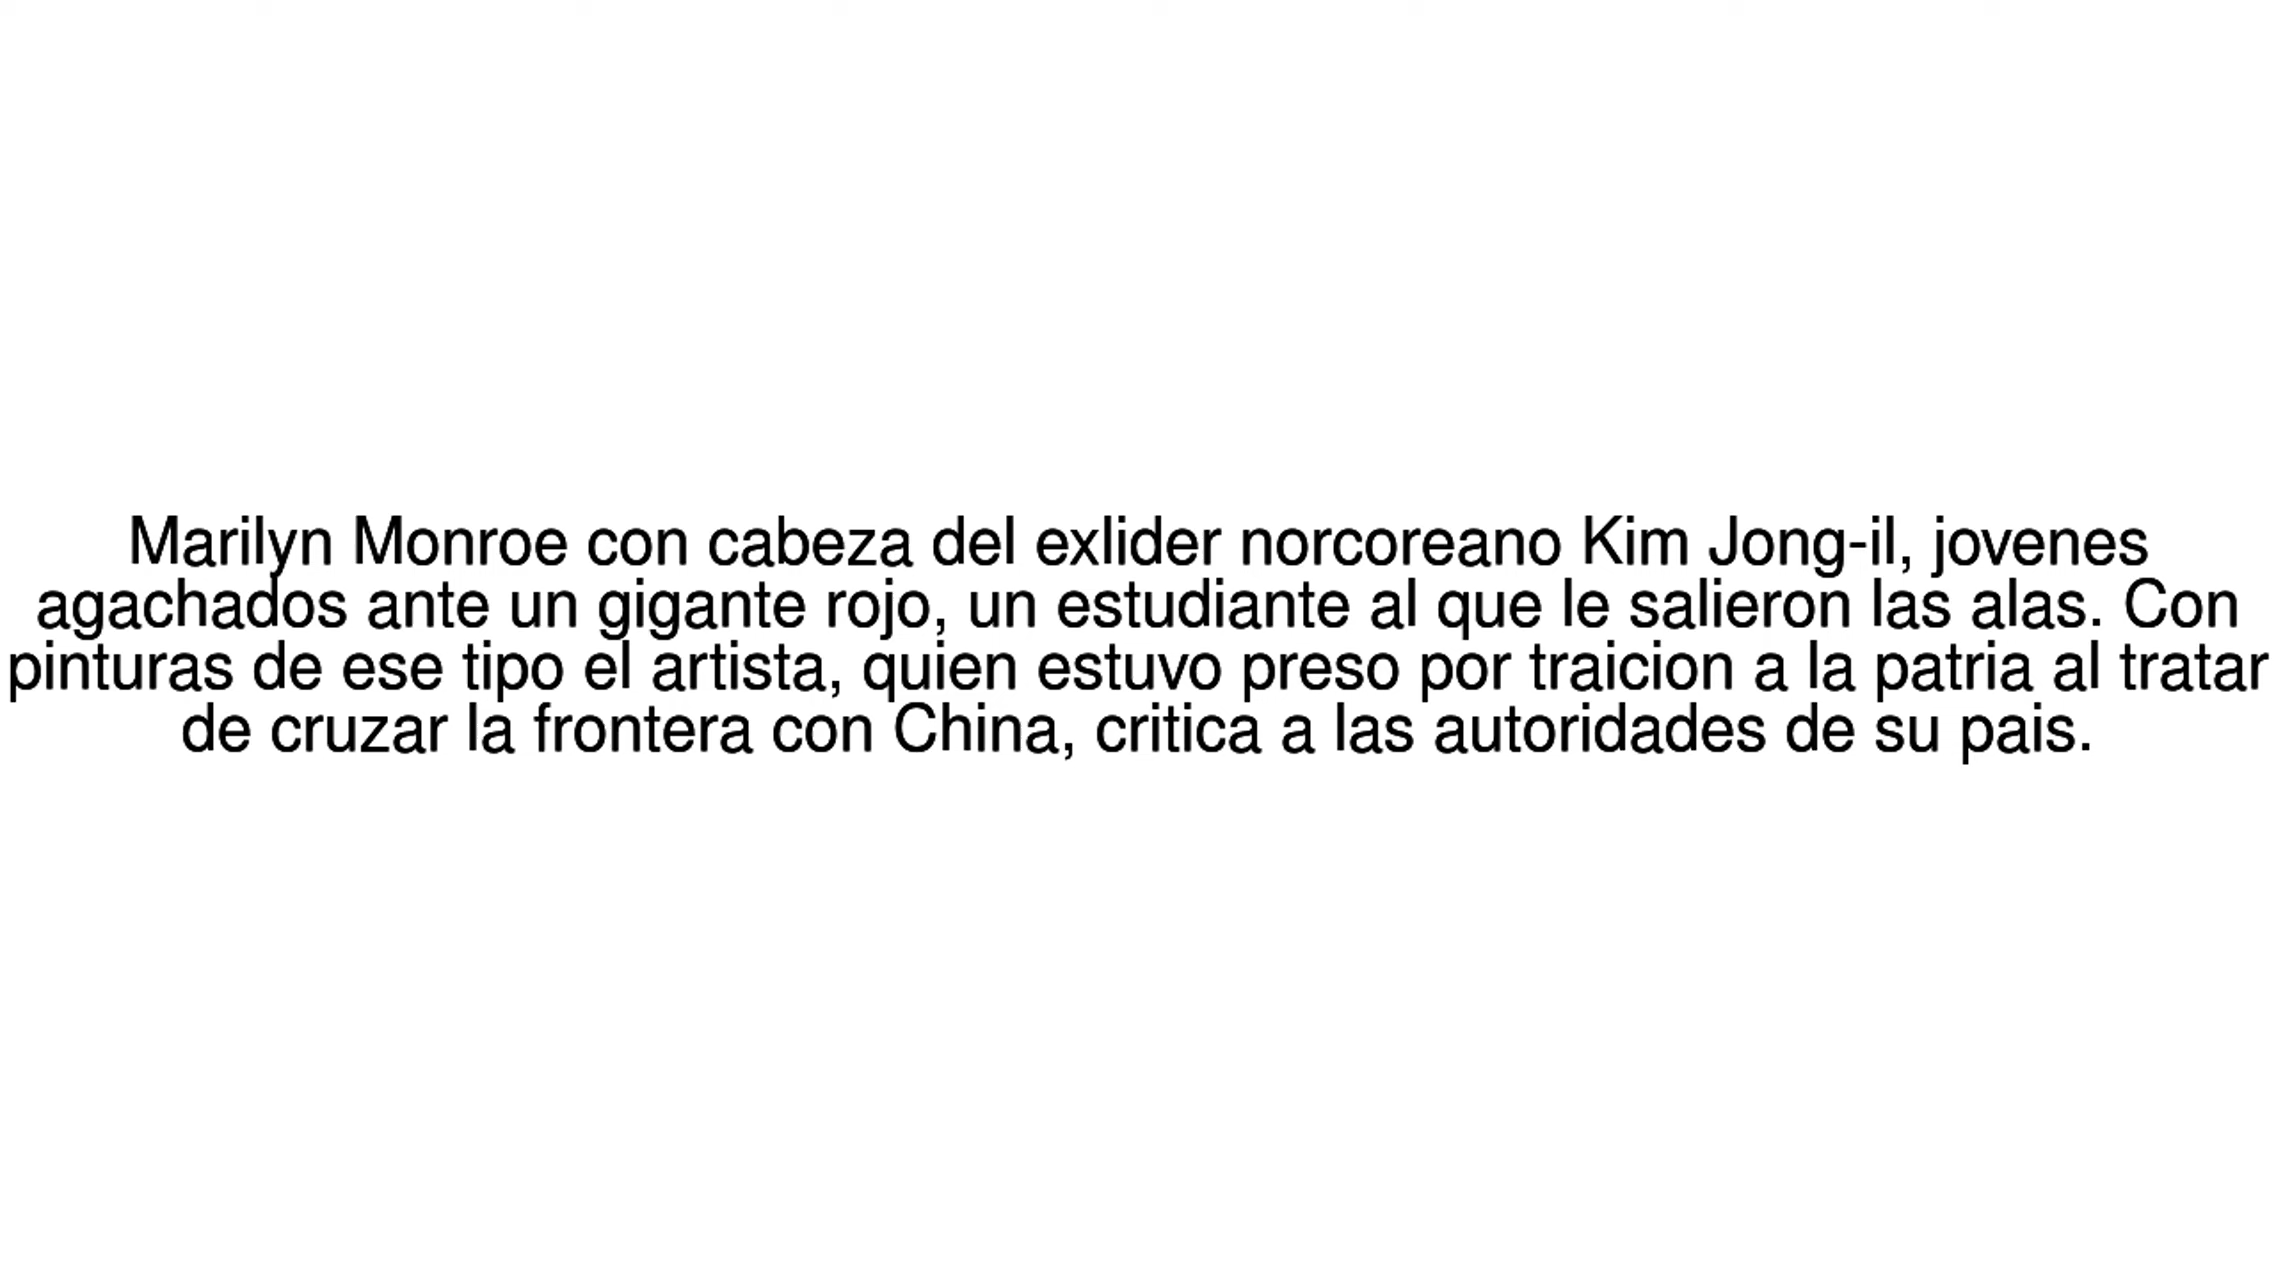 Marilyn Monroe con cabeza del exlider norcoreano Kim Jong-il, jovenes
agachados ante un gigante rojo, un estudiante al que le salieron las alas. Con
pinturas de ese tipo el artista, quien estuvo preso por traicion a la patria al tratar
de cruzar la frontera con China, critica a las autoridades de su pais.